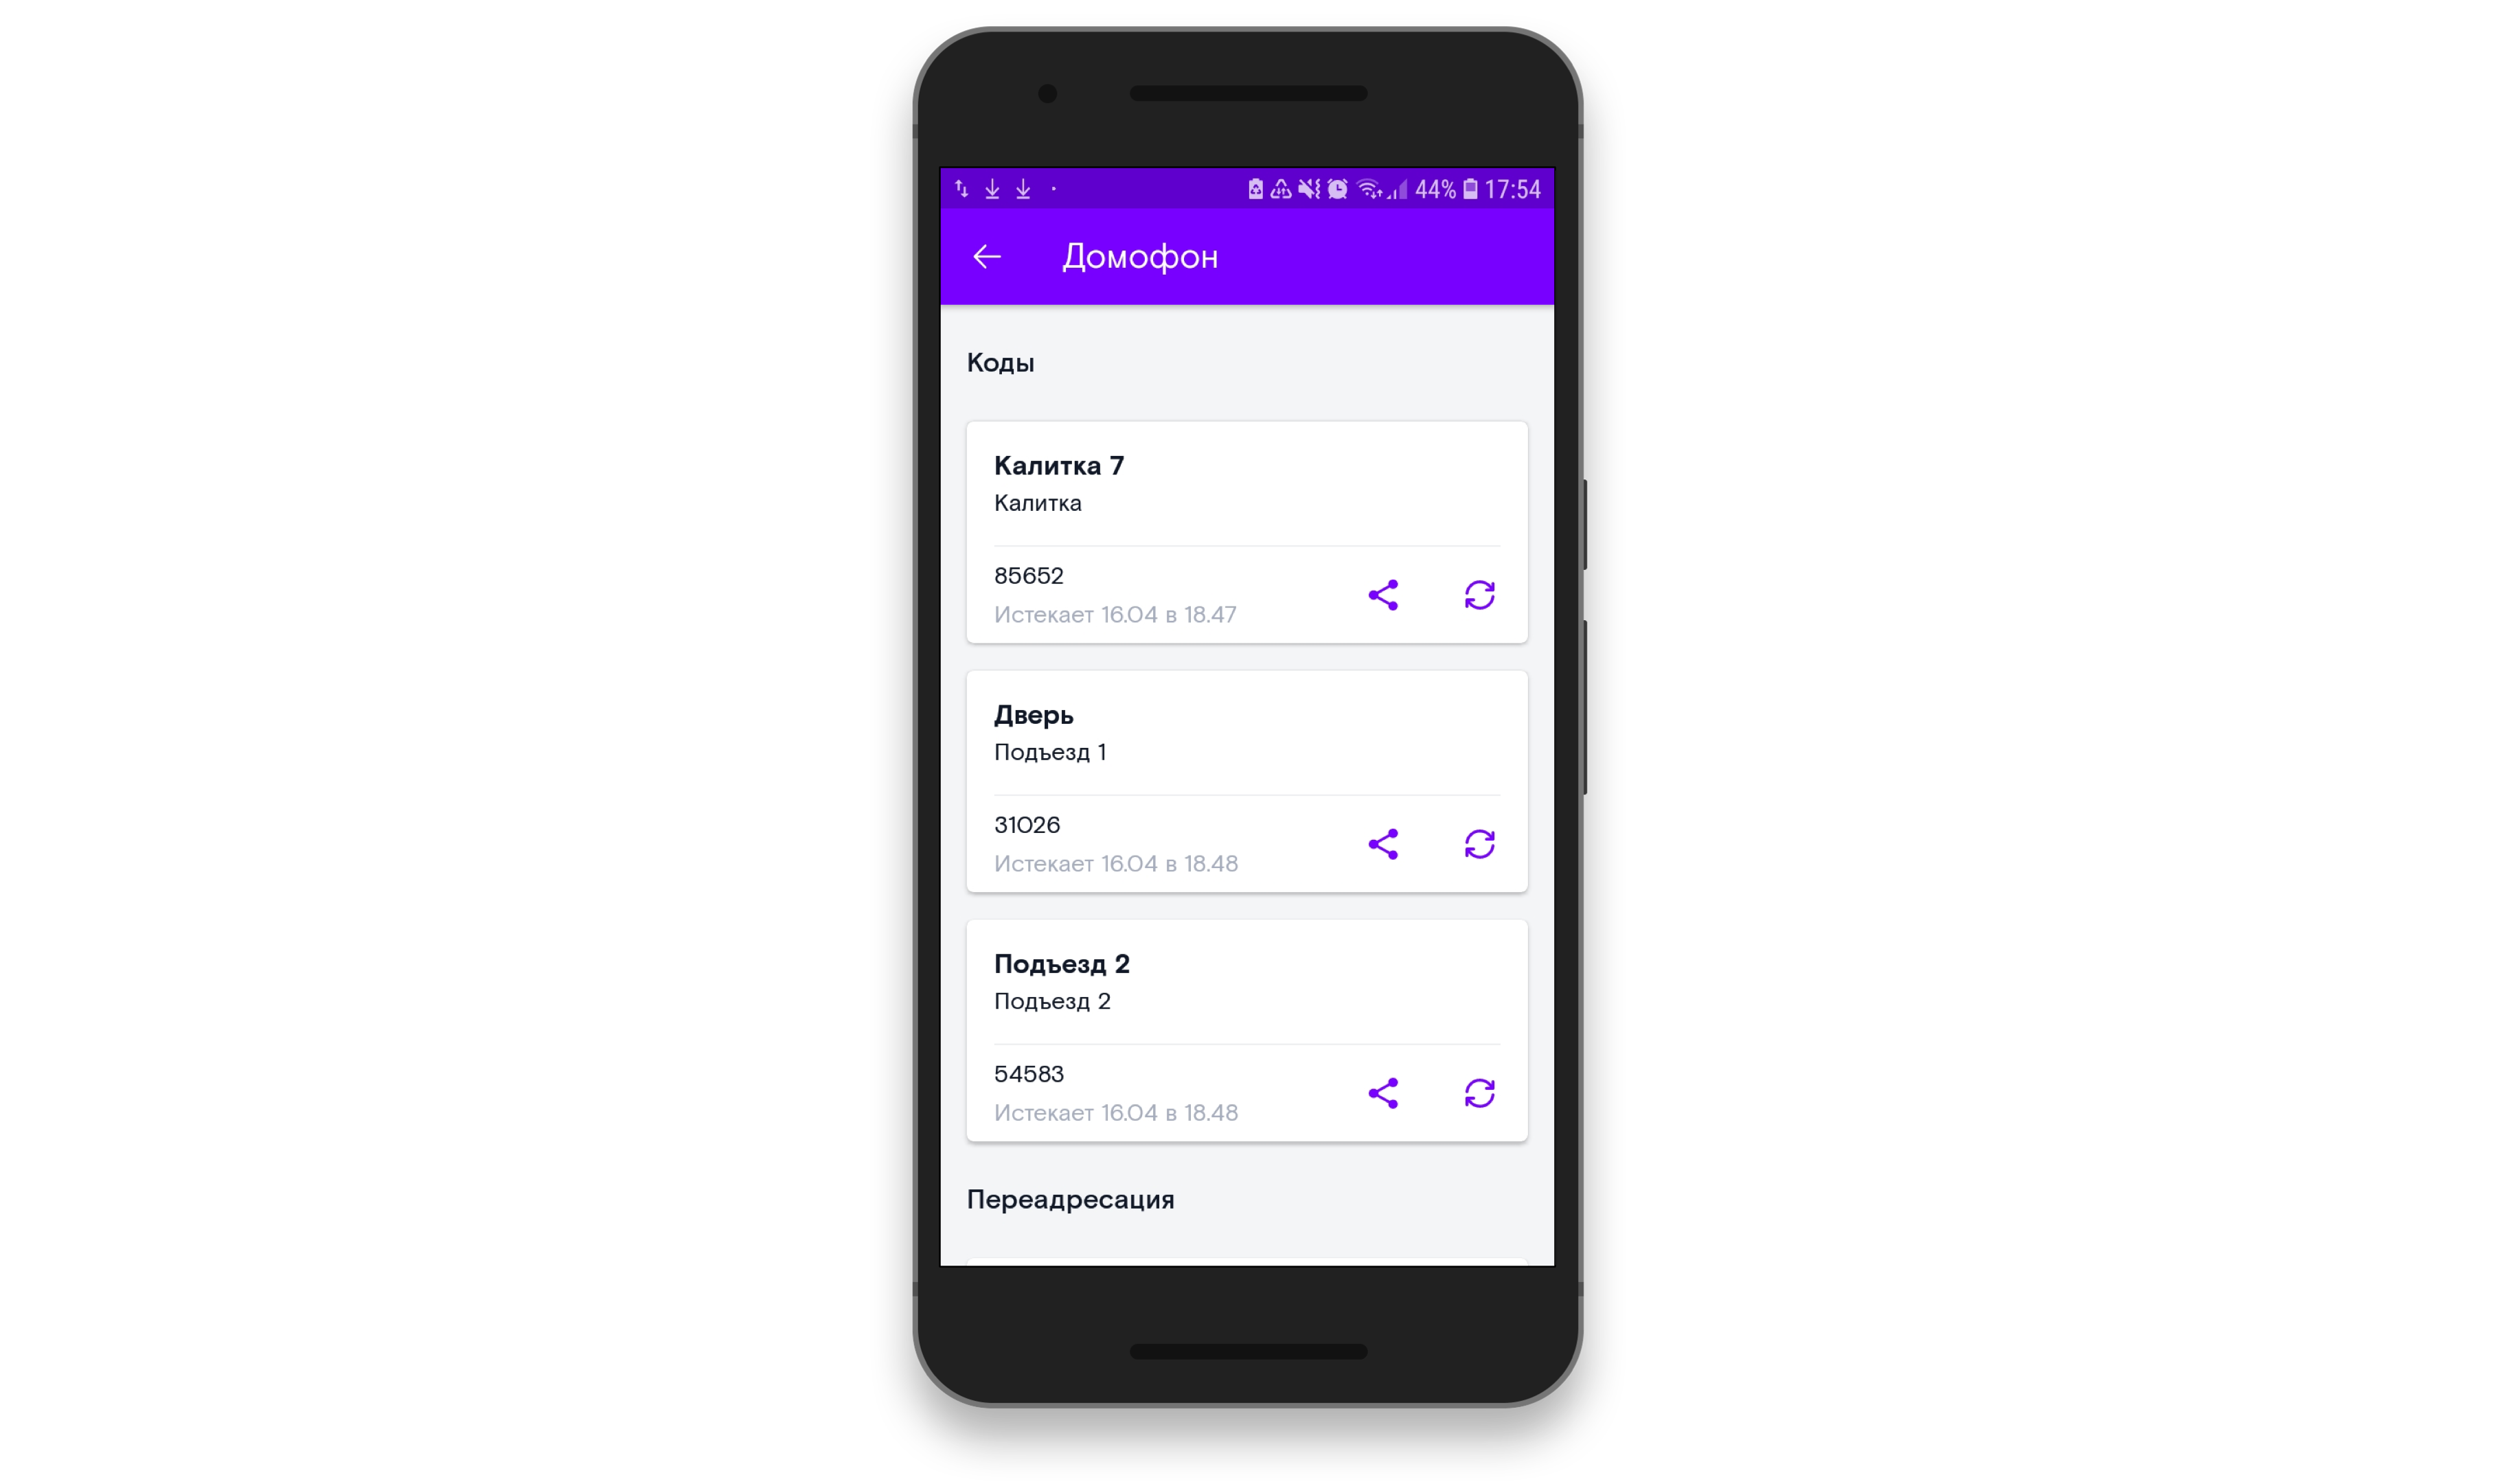 44% 17:54
Домофон
Коды
Калитка 7
Калитка
85652
Истекает 16.04 в 18.47
Дверь
Подъезд 1
31026
Истекает 16.04 в 18.48
Подъезд 2
Подъезд 2
54583
Истекает 16.04 в 18.48
Переадресация